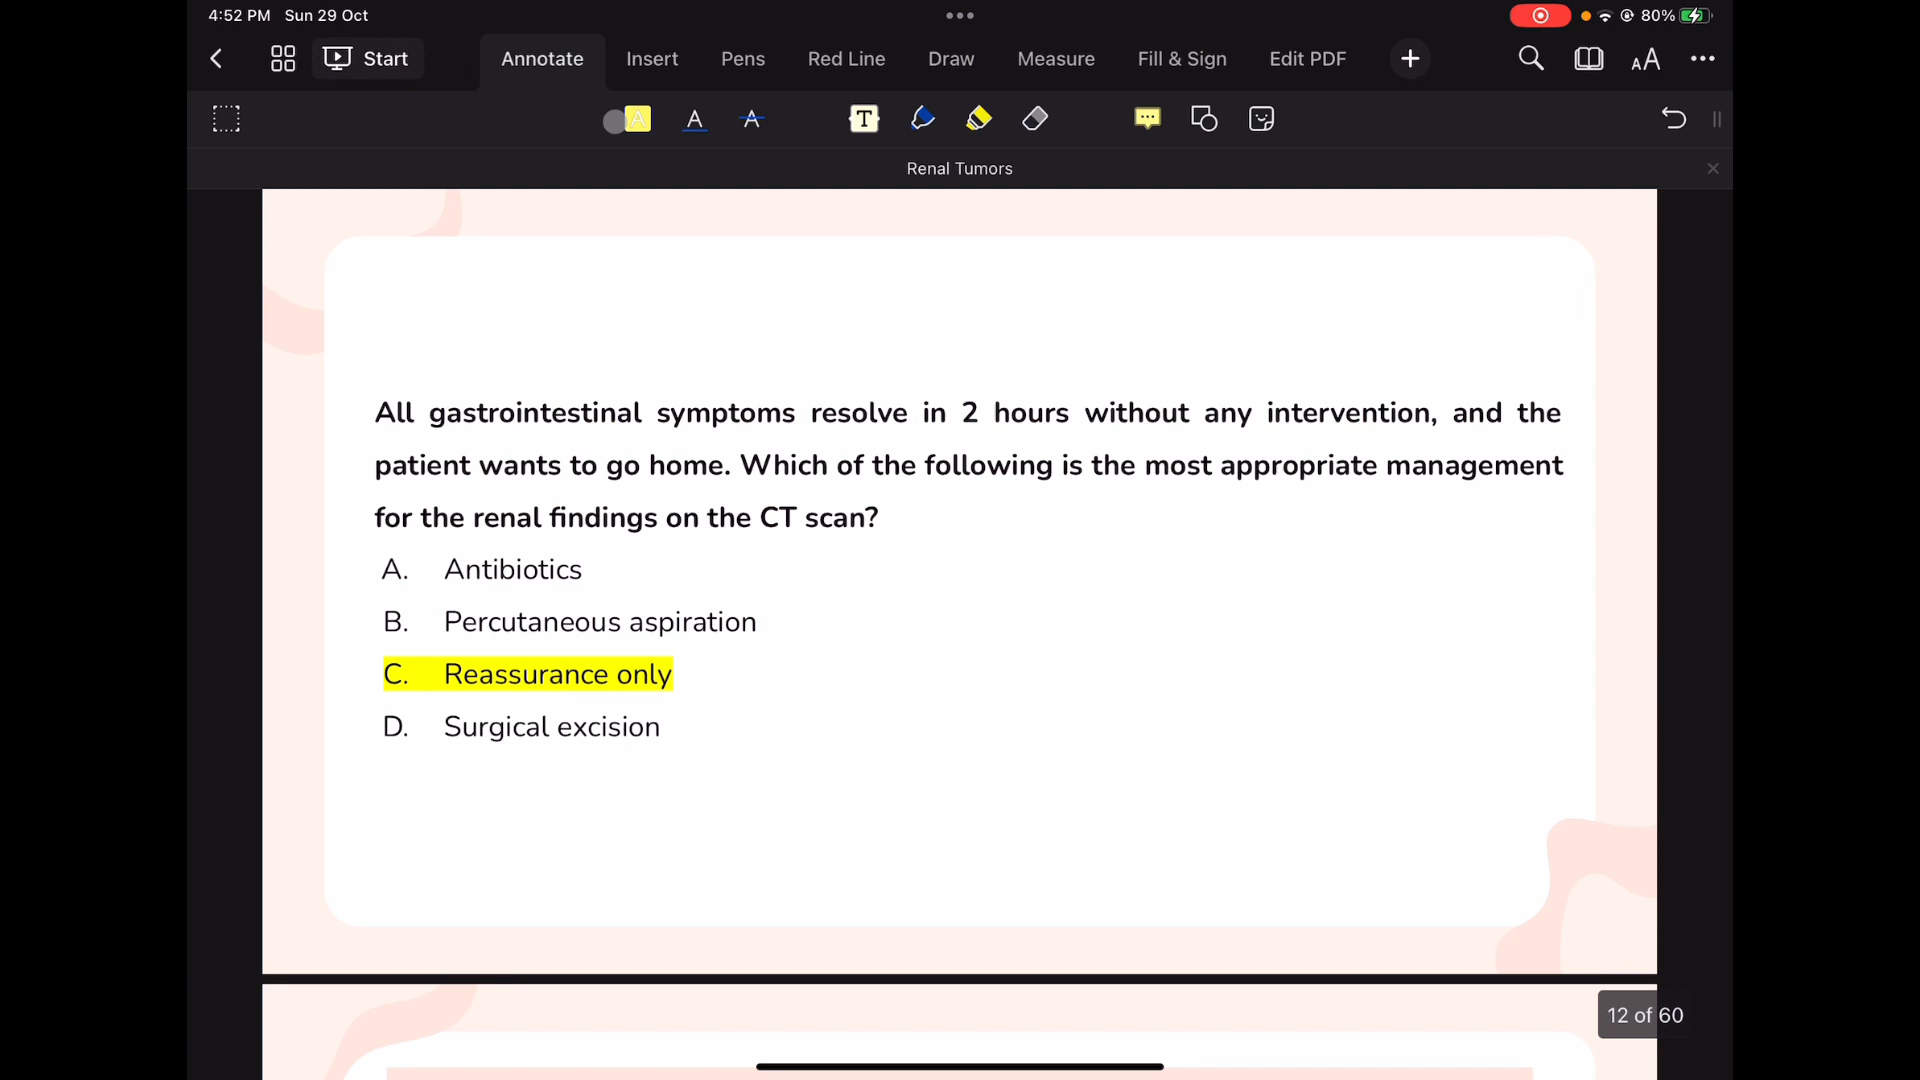 4:52 PM Sun 29 Oct
80%
Start
Annotate
Insert
Pens
Red Line
Draw
Measure
Fill & Sign
Edit PDF
Renal Tumors
All gastrointestinal symptoms resolve in 2 hours without any intervention, and the
patient wants to go home. Which of the following is the most appropriate management
for the renal findings on the CT scan?
A. Antibiotics
B. Percutaneous aspiration
C. Reassurance only
D. Surgical excision
12 of 60